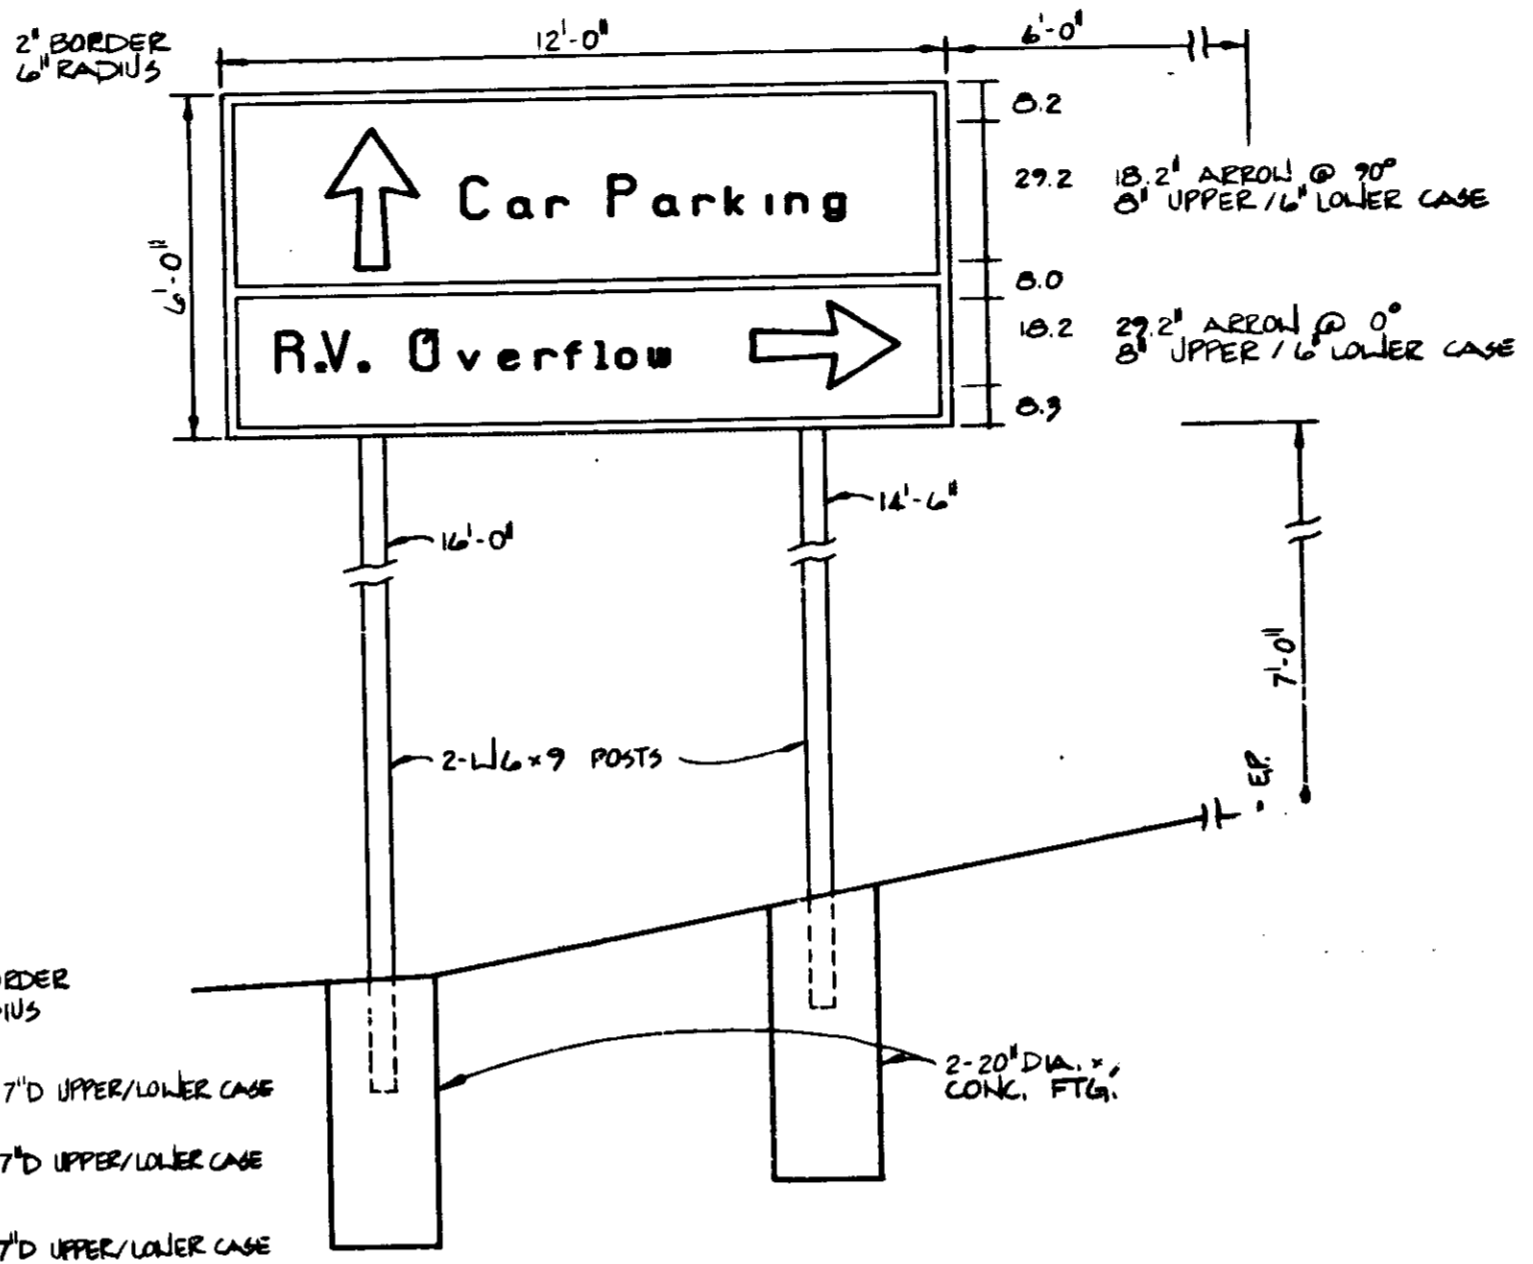 2" BORDER
6" RADIUS
12'-0"
6'-0"
6'-0"
8.2
29.2
8.0
18.2
8.3
18.2" ARROW @ 90°
8" UPPER/6" LOWER CASE
29.2" ARROW @ 0°
8" UPPER/6" LOWER CASE
Car Parking
R.V. Overflow
16'-0"
14'-6"
2-W6×9 POSTS
7'-0"
E.P.
2-20" DIA. ×
CONC. FTG.
RDER
IUS
7"D UPPER/LOWER CASE
7"D UPPER/LOWER CASE
7"D UPPER/LOWER CASE